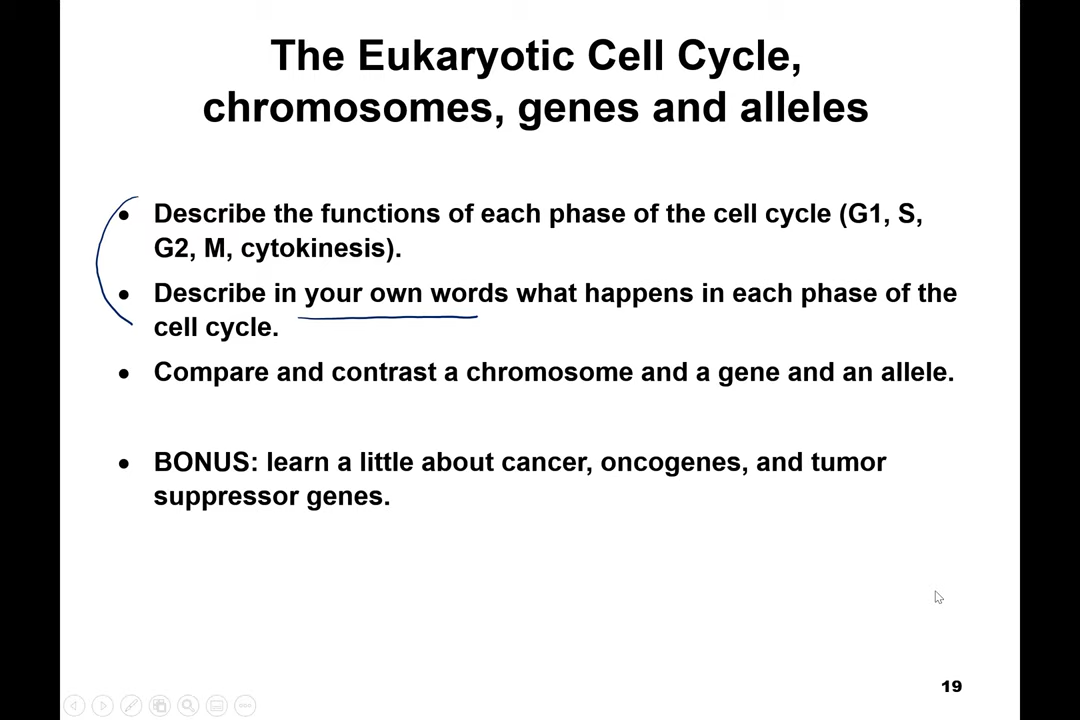 The Eukaryotic Cell Cycle,
chromosomes, genes and alleles
• Describe the functions of each phase of the cell cycle (G1, S,
G2, M, cytokinesis).
• Describe in your own words what happens in each phase of the
cell cycle.
• Compare and contrast a chromosome and a gene and an allele.
• BONUS: learn a little about cancer, oncogenes, and tumor
suppressor genes.
19